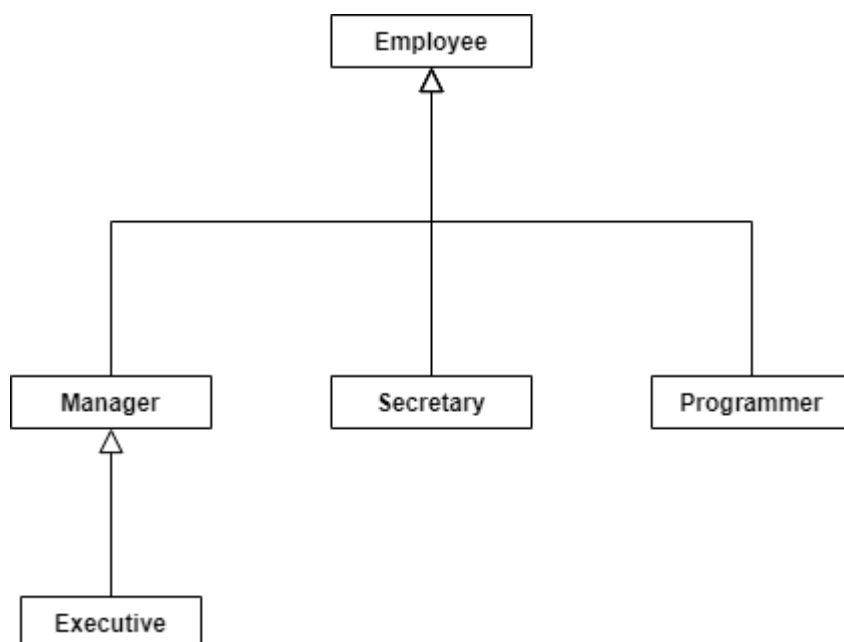 Employee
Manager
Secretary
Programmer
Executive